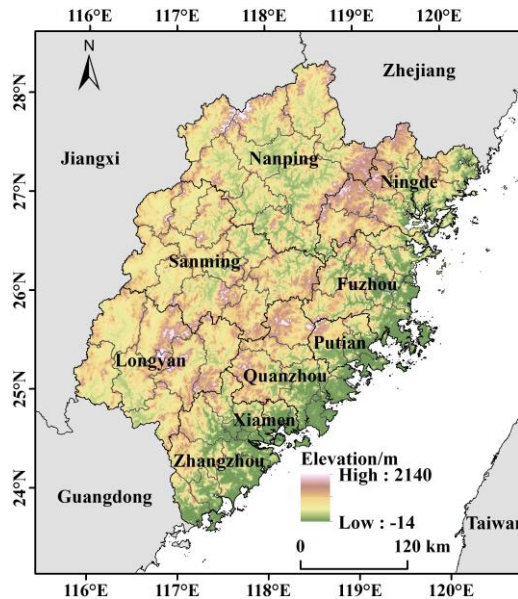 116°E 117°E 118°E 119°E 120°E
N
Zhejiang
28°N
Jiangxi
Nanping
27°N
Ningde
Sanming
26°N
Fuzhou
Putian
Longyan
Quanzhou
25°N
Xiamen
Zhangzhou
Elevation/m
High : 2140
24°N
Guangdong
Low : -14
Taiwan
0 120 km
116°E 117°E 118°E 119°E 120°E